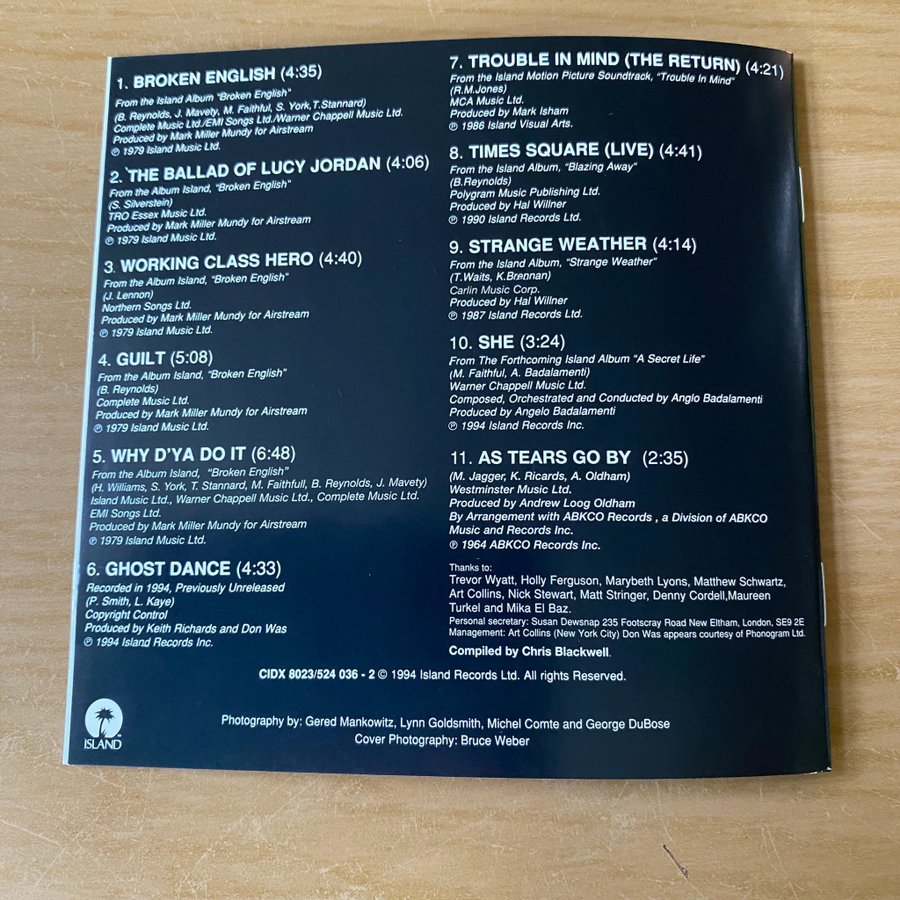 1. BROKEN ENGLISH (4:35)
From the Island Album "Broken English"
(B. Reynolds, J. Mavety, M. Faithful, S. York,T.Stannard)
Complete Music Ltd./EMI Songs Ltd./Warner Chappell Music Ltd.
Produced by Mark Miller Mundy for Airstream
℗ 1979 Island Music Ltd.
2. THE BALLAD OF LUCY JORDAN (4:06)
From the Album Island, "Broken English"
(S. Silverstein)
TRO Essex Music Ltd.
Produced by Mark Miller Mundy for Airstream
℗ 1979 Island Music Ltd.
3. WORKING CLASS HERO (4:40)
From the Album Island, "Broken English"
(J. Lennon)
Northern Songs Ltd.
Produced by Mark Miller Mundy for Airstream
℗ 1979 Island Music Ltd.
4. GUILT (5:08)
From the Album Island, "Broken English"
(B. Reynolds)
Complete Music Ltd.
Produced by Mark Miller Mundy for Airstream
℗ 1979 Island Music Ltd.
5. WHY D'YA DO IT (6:48)
From the Album Island, "Broken English"
(H. Williams, S. York, T. Stannard, M. Faithfull, B. Reynolds, J. Mavety)
Island Music Ltd., Warner Chappell Music Ltd., Complete Music Ltd.
EMI Songs Ltd.
Produced by Mark Miller Mundy for Airstream
℗ 1979 Island Music Ltd.
6. GHOST DANCE (4:33)
Recorded in 1994, Previously Unreleased
(P. Smith, L. Kaye)
Copyright Control
Produced by Keith Richards and Don Was
℗ 1994 Island Records Inc.
7. TROUBLE IN MIND (THE RETURN) (4:21)
From the Island Motion Picture Soundtrack, "Trouble In Mind"
(R.M.Jones)
MCA Music Ltd.
Produced by Mark Isham
℗ 1986 Island Visual Arts.
8. TIMES SQUARE (LIVE) (4:41)
From the Island Album, "Blazing Away"
(B.Reynolds)
Polygram Music Publishing Ltd.
Produced by Hal Willner
℗ 1990 Island Records Ltd.
9. STRANGE WEATHER (4:14)
From the Island Album, "Strange Weather"
(T.Waits, K.Brennan)
Carlin Music Corp.
Produced by Hal Willner
℗ 1987 Island Records Ltd.
10. SHE (3:24)
From The Forthcoming Island Album "A Secret Life"
(M. Faithful, A. Badalamenti)
Warner Chappell Music Ltd.
Composed, Orchestrated and Conducted by Anglo Badalamenti
Produced by Angelo Badalamenti
℗ 1994 Island Records Inc.
11. AS TEARS GO BY (2:35)
(M. Jagger, K. Ricards, A. Oldham)
Westminster Music Ltd.
Produced by Andrew Loog Oldham
By Arrangement with ABKCO Records , a Division of ABKCO
Music and Records Inc.
℗ 1964 ABKCO Records Inc.
Thanks to:
Trevor Wyatt, Holly Ferguson, Marybeth Lyons, Matthew Schwartz,
Art Collins, Nick Stewart, Matt Stringer, Denny Cordell,Maureen
Turkel and Mika El Baz.
Personal secretary: Susan Dewsnap 235 Footscray Road New Eltham, London, SE9 2E
Management: Art Collins (New York City) Don Was appears courtesy of Phonogram Ltd.
Compiled by Chris Blackwell.
CIDX 8023/524 036 - 2 © 1994 Island Records Ltd. All rights Reserved.
ISLAND
Photography by: Gered Mankowitz, Lynn Goldsmith, Michel Comte and George DuBose
Cover Photography: Bruce Weber